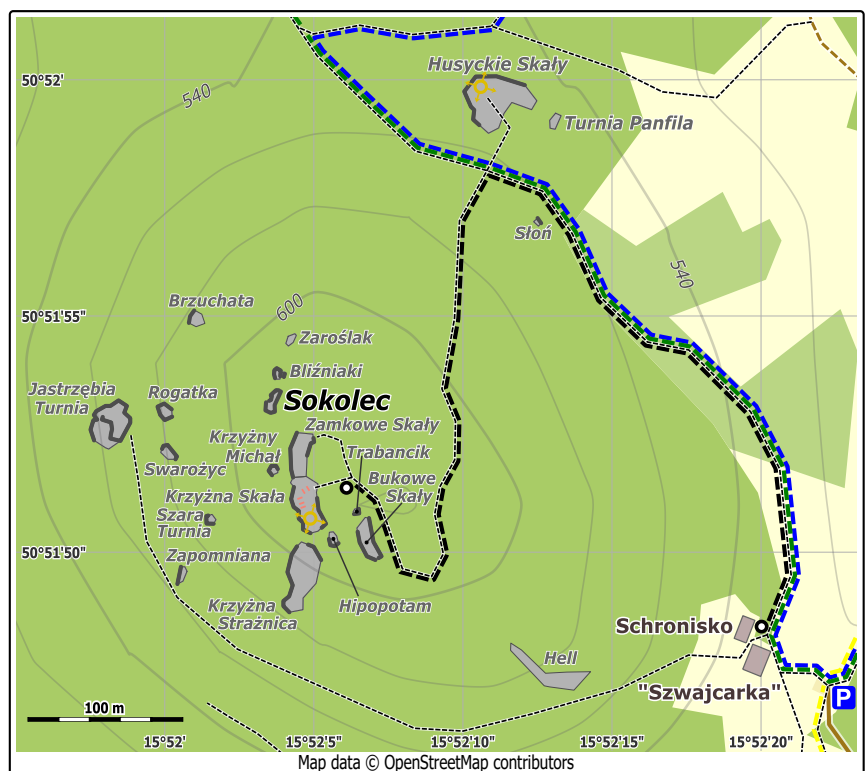 50°52'
Husyckie Skały
540
Turnia Panfila
Słoń
540
Brzuchata
600
50°51'55"
Zaroślak
Bliźniaki
Jastrzębia
Turnia
Rogatka
Sokolec
Zamkowe Skały
Krzyżny
Michał
Trabancik
Swarożyc
Bukowe
Skały
Krzyżna Skała
Szara
Turnia
50°51'50"
Zapomniana
Krzyżna
Strażnica
Hipopotam
Schronisko
Hell
"Szwajcarka"
P
100 m
15°52' 15°52'5" 15°52'10" 15°52'15" 15°52'20"
Map data © OpenStreetMap contributors